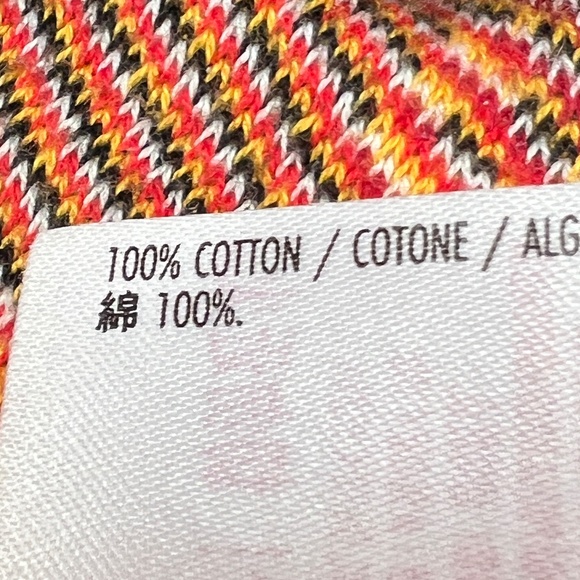 100% COTTON / COTONE / ALG
綿 100%.